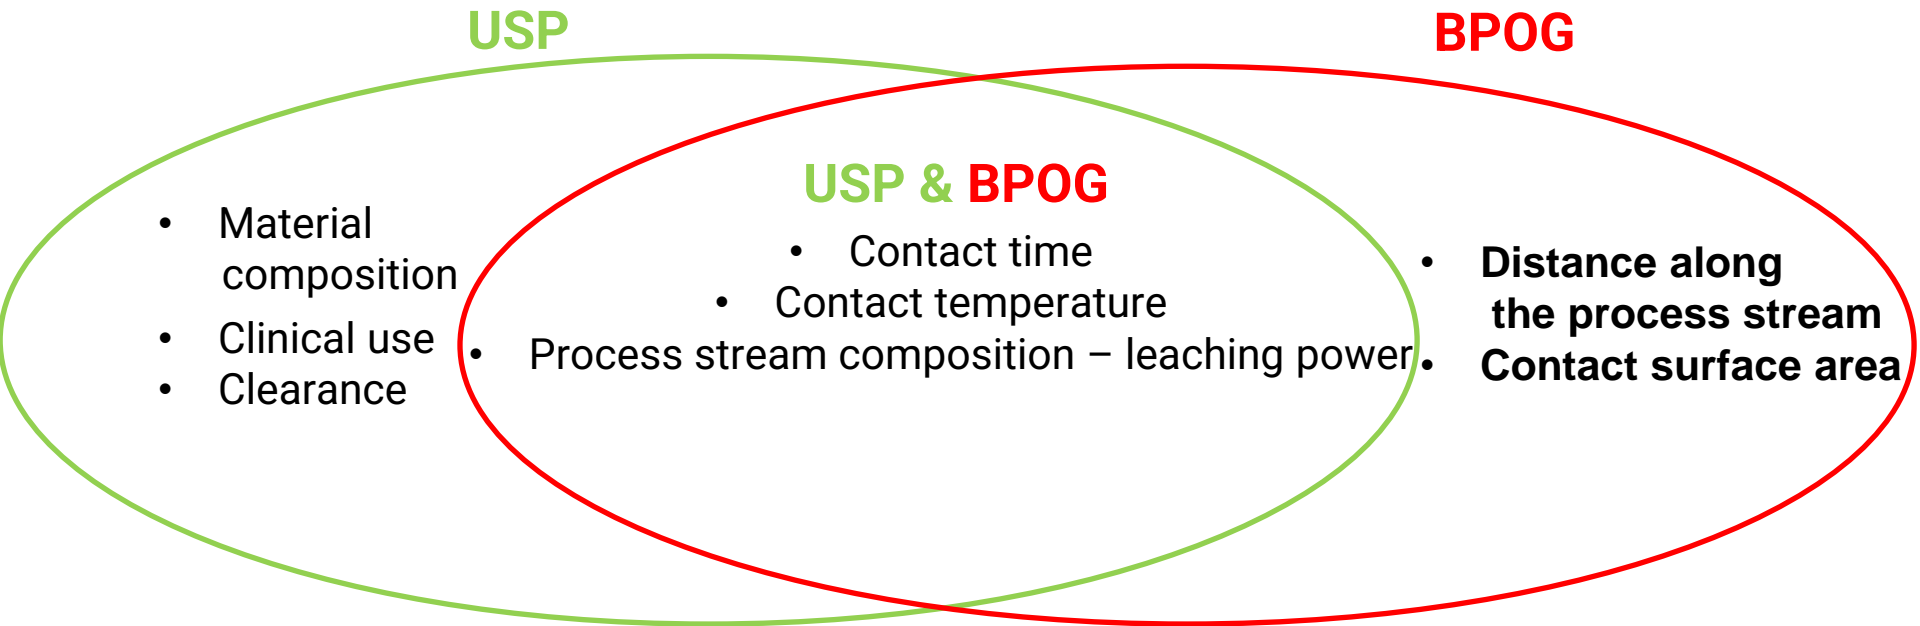 USP
BPOG
• Material
composition
• Clinical use
• Clearance
USP & BPOG
• Contact time
• Contact temperature
• Process stream composition – leaching power
• Distance along
the process stream
• Contact surface area